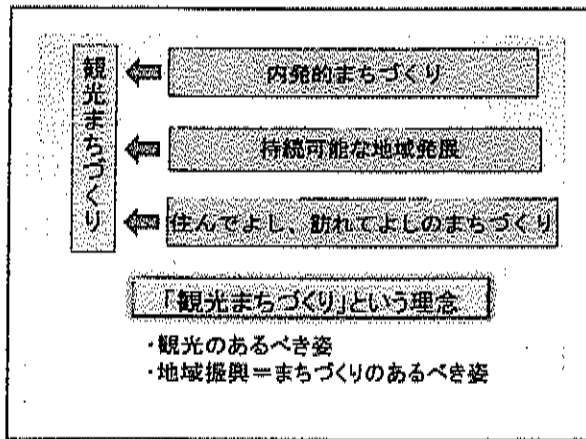 観光まちづくり
内発的まちづくり
持続可能な地域発展
住んでよし、訪れてよしのまちづくり
「観光まちづくり」という理念
・観光のあるべき姿
・地域振興＝まちづくりのあるべき姿